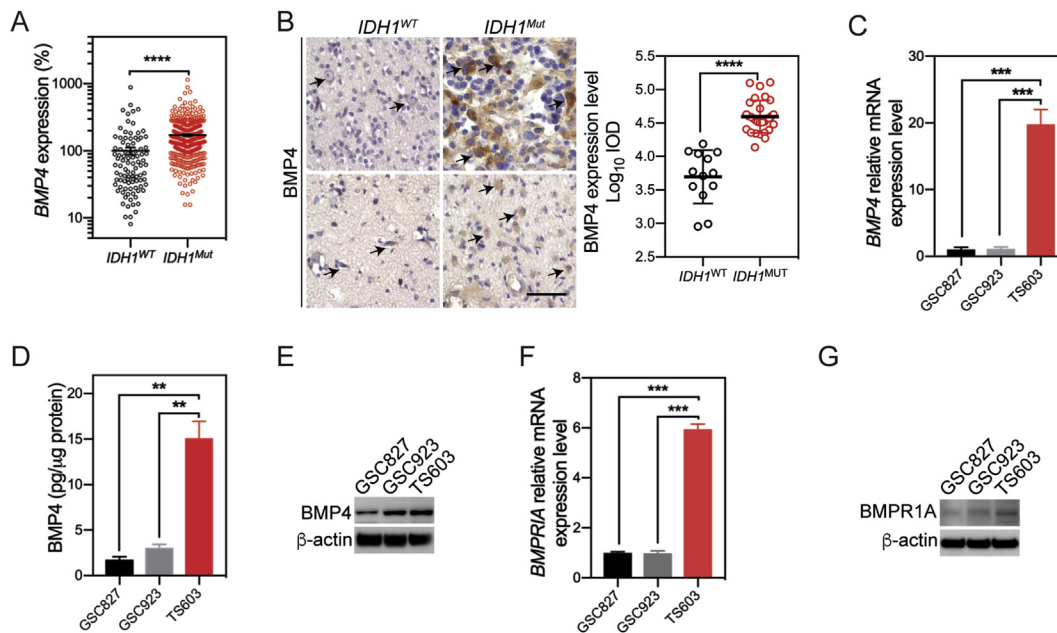 A
BMP4 expression (%)
1000
100
10
****
IDH1WT
IDH1Mut
B
IDH1WT
IDH1Mut
BMP4
BMP4 expression level
Log10 IOD
5.5
5.0
4.5
4.0
3.5
3.0
2.5
****
IDH1WT
IDH1MUT
C
BMP4 relative mRNA
expression level
30
20
10
0
***
***
GSC827
GSC923
TS603
D
BMP4 (pg/μg protein)
20
15
10
5
0
**
**
GSC827
GSC923
TS603
E
GSC827
GSC923
TS603
BMP4
β-actin
F
BMPRIA relative mRNA
expression level
8
6
4
2
0
***
***
GSC827
GSC923
TS603
G
GSC827
GSC923
TS603
BMPR1A
β-actin